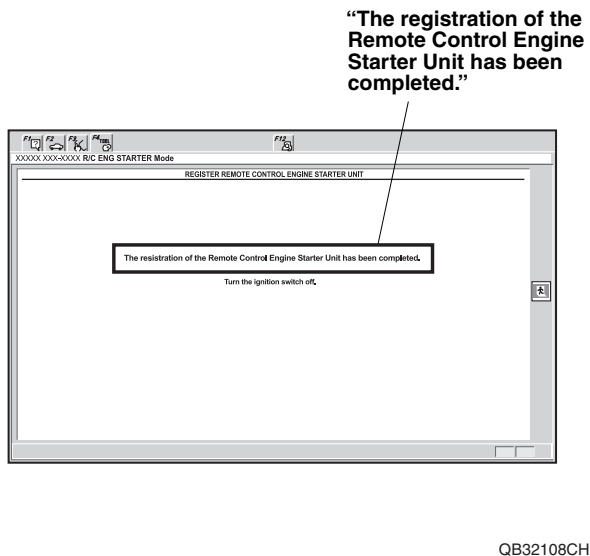 “The registration of the
Remote Control Engine
Starter Unit has been
completed.”
F1 F2 F3 F4 TOOL F12
XXXXX XXX-XXXX R/C ENG STARTER Mode
REGISTER REMOTE CONTROL ENGINE STARTER UNIT
The resistration of the Remote Control Engine Starter Unit has been completed.
Turn the ignition switch off.
QB32108CH